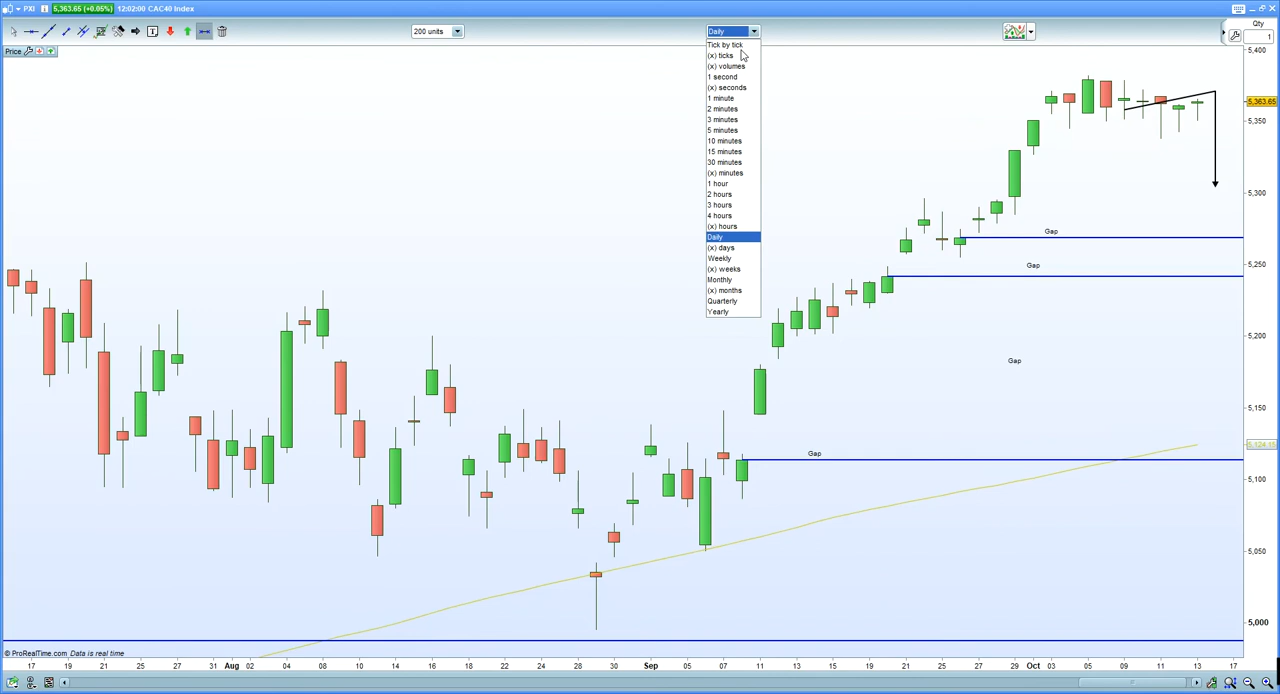 PXI 5,363.65 (+0.05%) 12:02:00 CAC40 Index
200 units
Daily
Qty
1
Price
Tick by tick
(x) ticks
(x) volumes
1 second
(x) seconds
1 minute
2 minutes
3 minutes
5 minutes
10 minutes
15 minutes
30 minutes
(x) minutes
1 hour
2 hours
3 hours
4 hours
(x) hours
Daily
(x) days
Weekly
(x) weeks
Monthly
(x) months
Quarterly
Yearly
5,400
5,363.65
5,350
5,300
Gap
5,250
Gap
5,200
Gap
5,150
5,124.15
Gap
5,100
5,050
5,000
© ProRealTime.com Data is real time
17 19 21 25 27 31 Aug 02 04 08 10 14 16 18 22 24 28 30 Sep 05 07 11 13 15 19 21 25 27 29 Oct 03 05 09 11 13 17